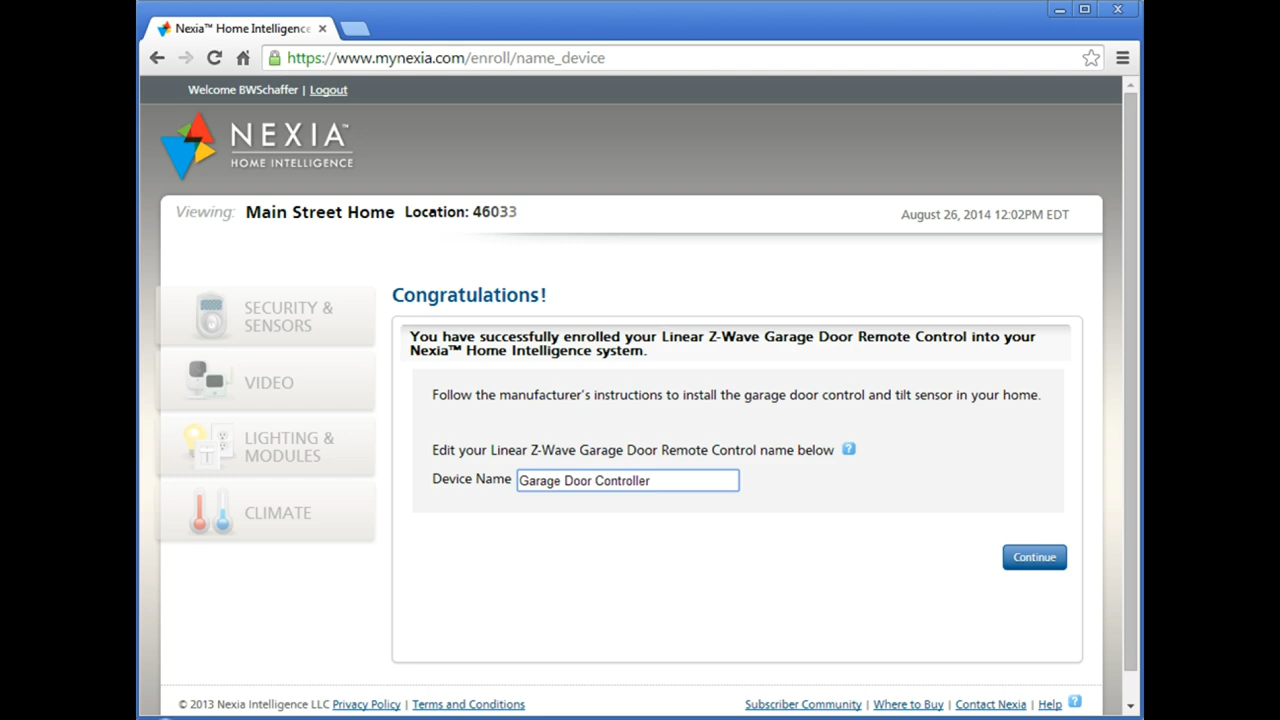 Nexia™ Home Intelligence
https://www.mynexia.com/enroll/name_device
Welcome BWSchaffer | Logout
NEXIA™
HOME INTELLIGENCE
Viewing: Main Street Home Location: 46033
August 26, 2014 12:02PM EDT
SECURITY &
SENSORS
VIDEO
LIGHTING &
MODULES
CLIMATE
Congratulations!
You have successfully enrolled your Linear Z-Wave Garage Door Remote Control into your
Nexia™ Home Intelligence system.
Follow the manufacturer's instructions to install the garage door control and tilt sensor in your home.
Edit your Linear Z-Wave Garage Door Remote Control name below ?
Device Name Garage Door Controller
Continue
© 2013 Nexia Intelligence LLC Privacy Policy | Terms and Conditions
Subscriber Community | Where to Buy | Contact Nexia | Help ?